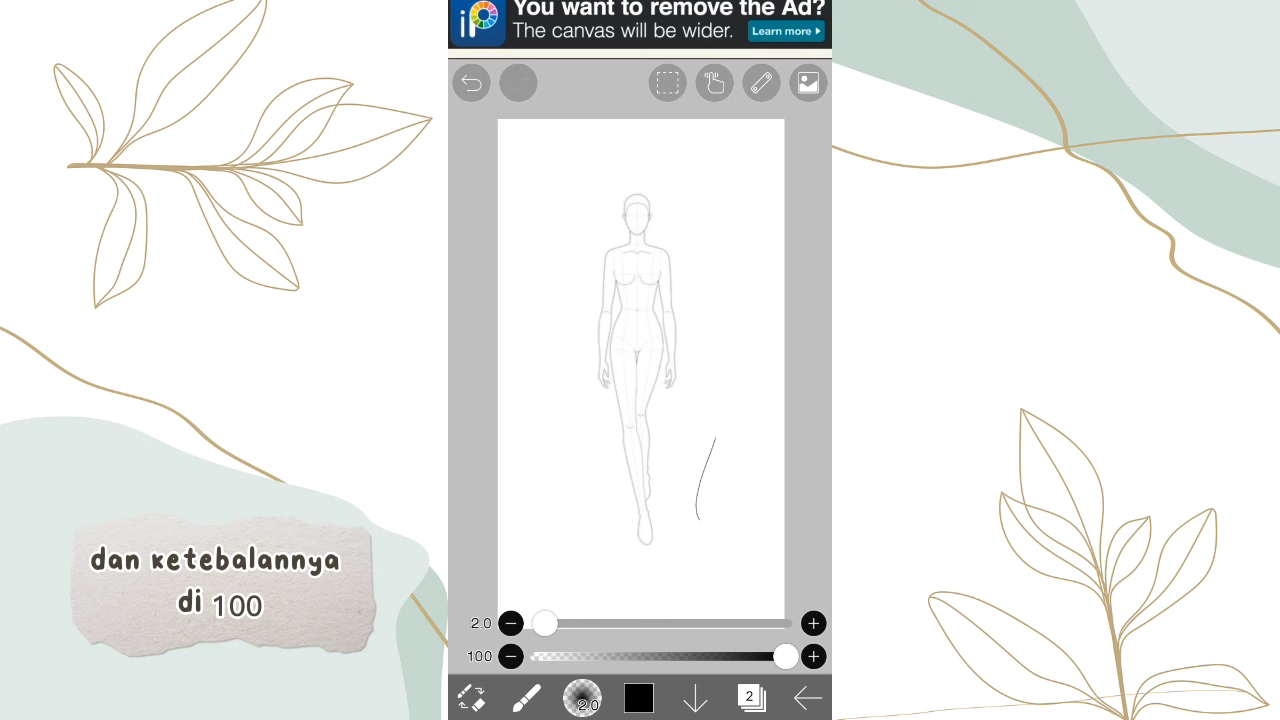 iP
You want to remove the Ad?
The canvas will be wider.
Learn more
dan ketebalannya
di 100
2.0
100
2.0
2